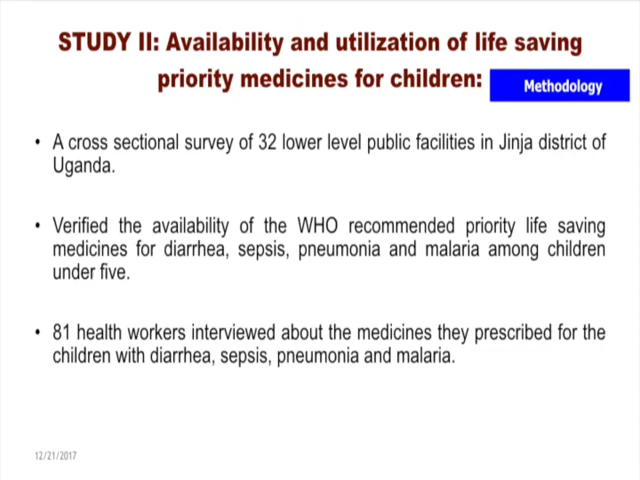 STUDY II: Availability and utilization of life saving
priority medicines for children:
Methodology
• A cross sectional survey of 32 lower level public facilities in Jinja district of
Uganda.
• Verified the availability of the WHO recommended priority life saving
medicines for diarrhea, sepsis, pneumonia and malaria among children
under five.
• 81 health workers interviewed about the medicines they prescribed for the
children with diarrhea, sepsis, pneumonia and malaria.
12/21/2017